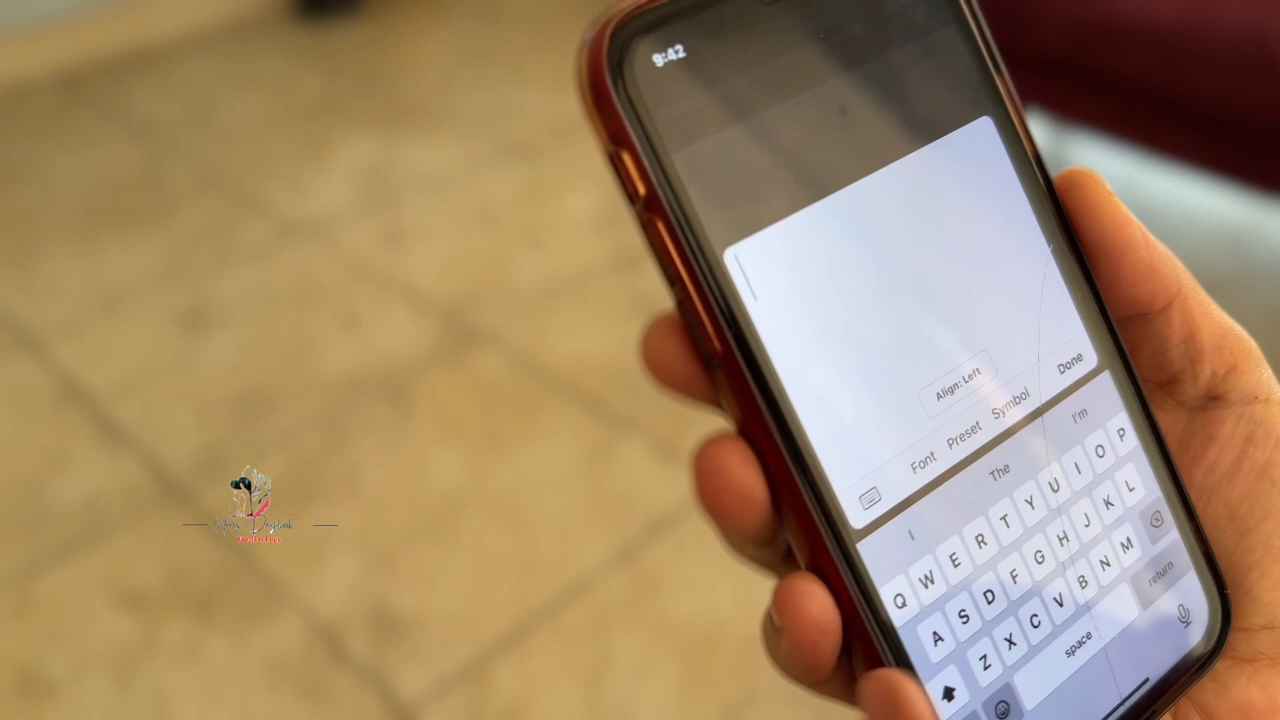 9:42
Align: Left
Font Preset Symbol Done
I The I'm
Q W E R T Y U I O P
A S D F G H J K L
Z X C V B N M
space return